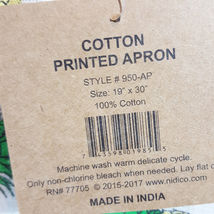 COTTON
PRINTED APRON
STYLE # 950-AP
Size: 19" x 30"
100% Cotton
Machine wash warm delicate cycle.
Only non-chlorine bleach when needed. Lay flat
RN# 77705 © 2016-2017 www.nidico.com
MADE IN INDIA